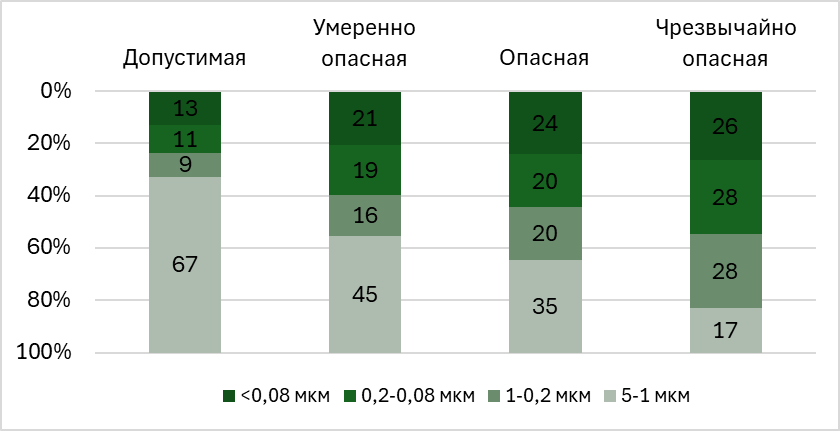 Допустимая
Умеренно
опасная
Опасная
Чрезвычайно
опасная
0%
20%
40%
60%
80%
100%
13
11
9
67
21
19
16
45
24
20
20
35
26
28
28
17
<0,08 мкм
0,2-0,08 мкм
1-0,2 мкм
5-1 мкм